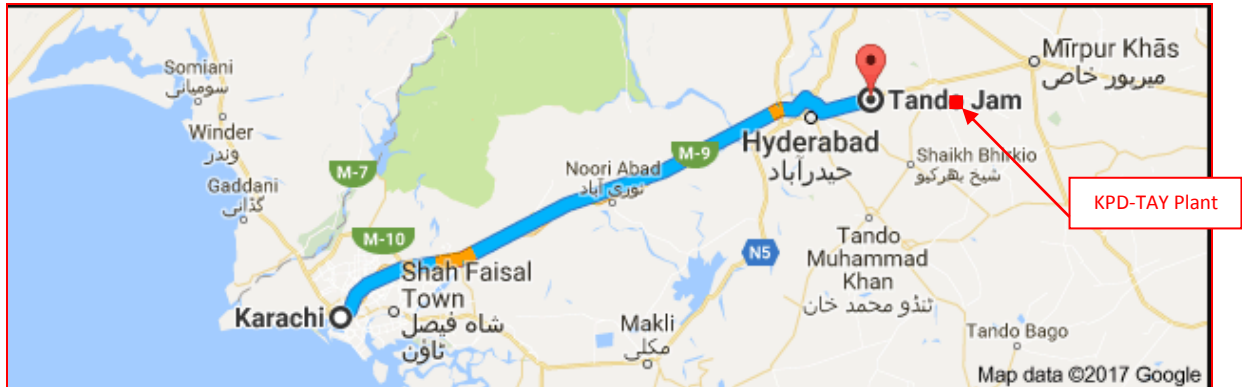 Somiani
سومیانی
Winder
وندر
Gaddani
گڈانی
M-7
M-10
Karachi
Shah Faisal
Town
شاہ فیصل
ٹاؤن
Noori Abad
نوری آباد
M-9
Makli
مکلی
N5
Hyderabad
حیدرآباد
Tando Jam
Mīrpur Khās
میرپور خاص
Shaikh Bhirkio
شیخ بھرکیو
KPD-TAY Plant
Tando
Muhammad
Khan
ٹنڈو محمد خان
Tando Bago
Map data ©2017 Google